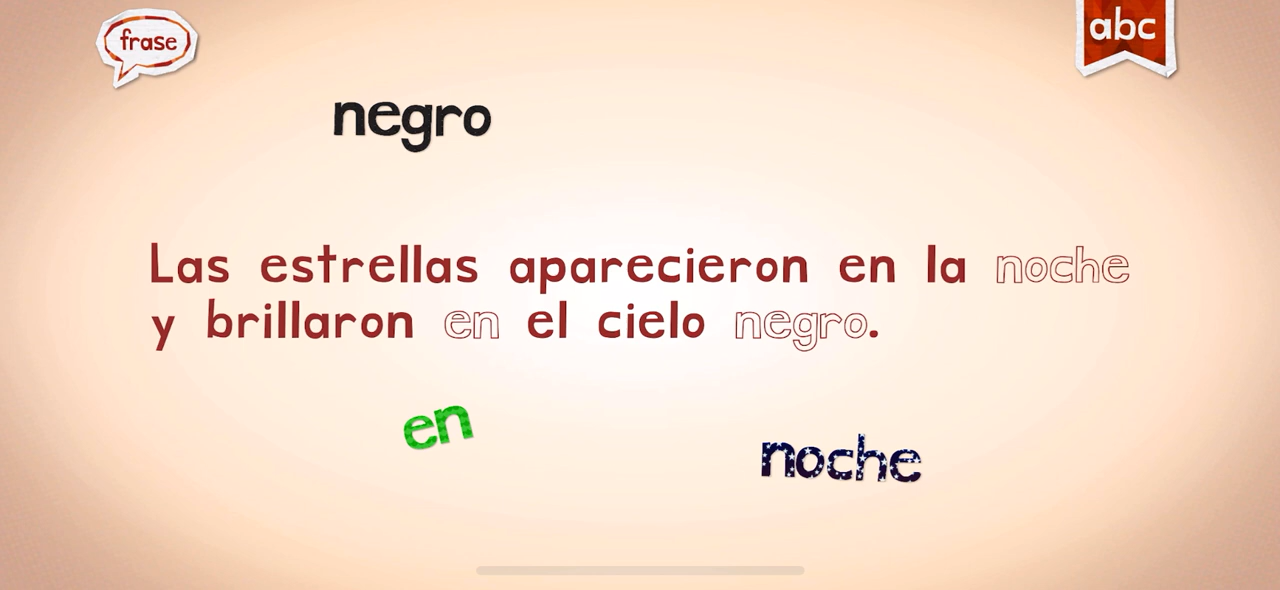 frase
abc
negro
Las estrellas aparecieron en la noche
y brillaron en el cielo negro.
en
noche